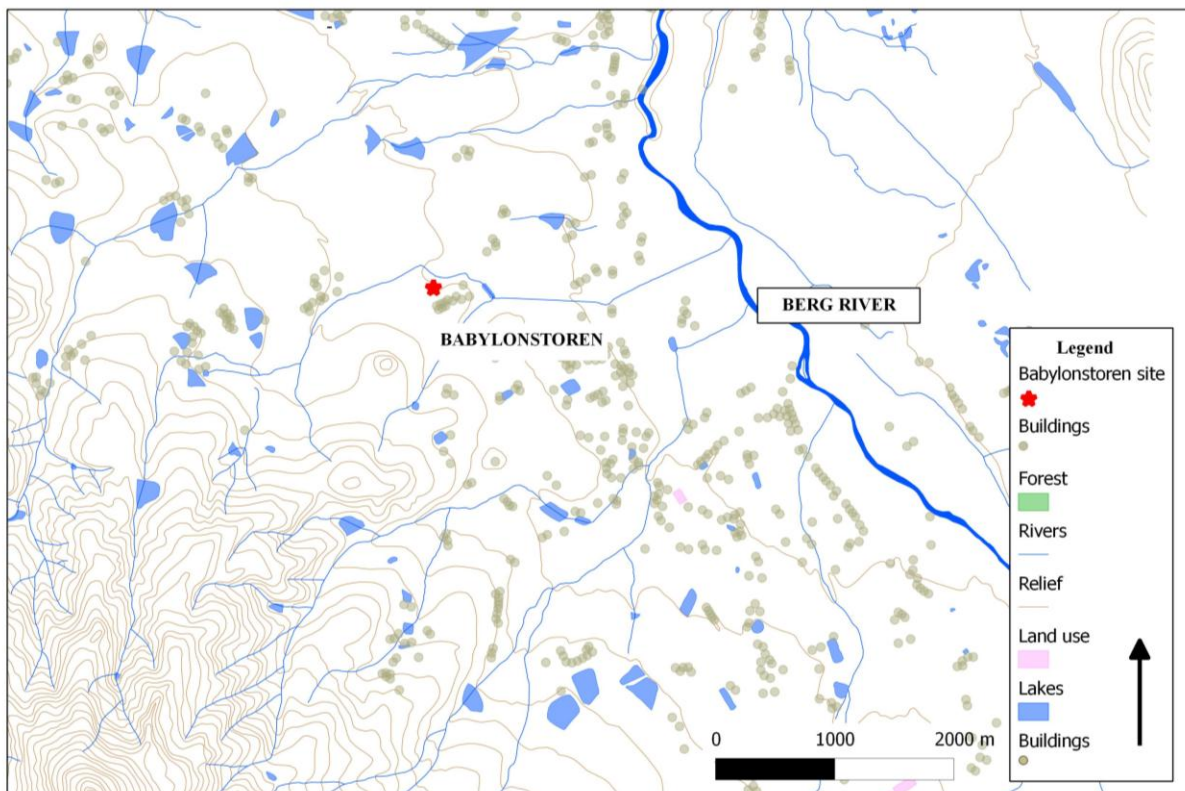 BERG RIVER
BABYLONSTOREN
Legend
Babylonstoren site
Buildings
Forest
Rivers
Relief
Land use
Lakes
Buildings
0 1000 2000 m